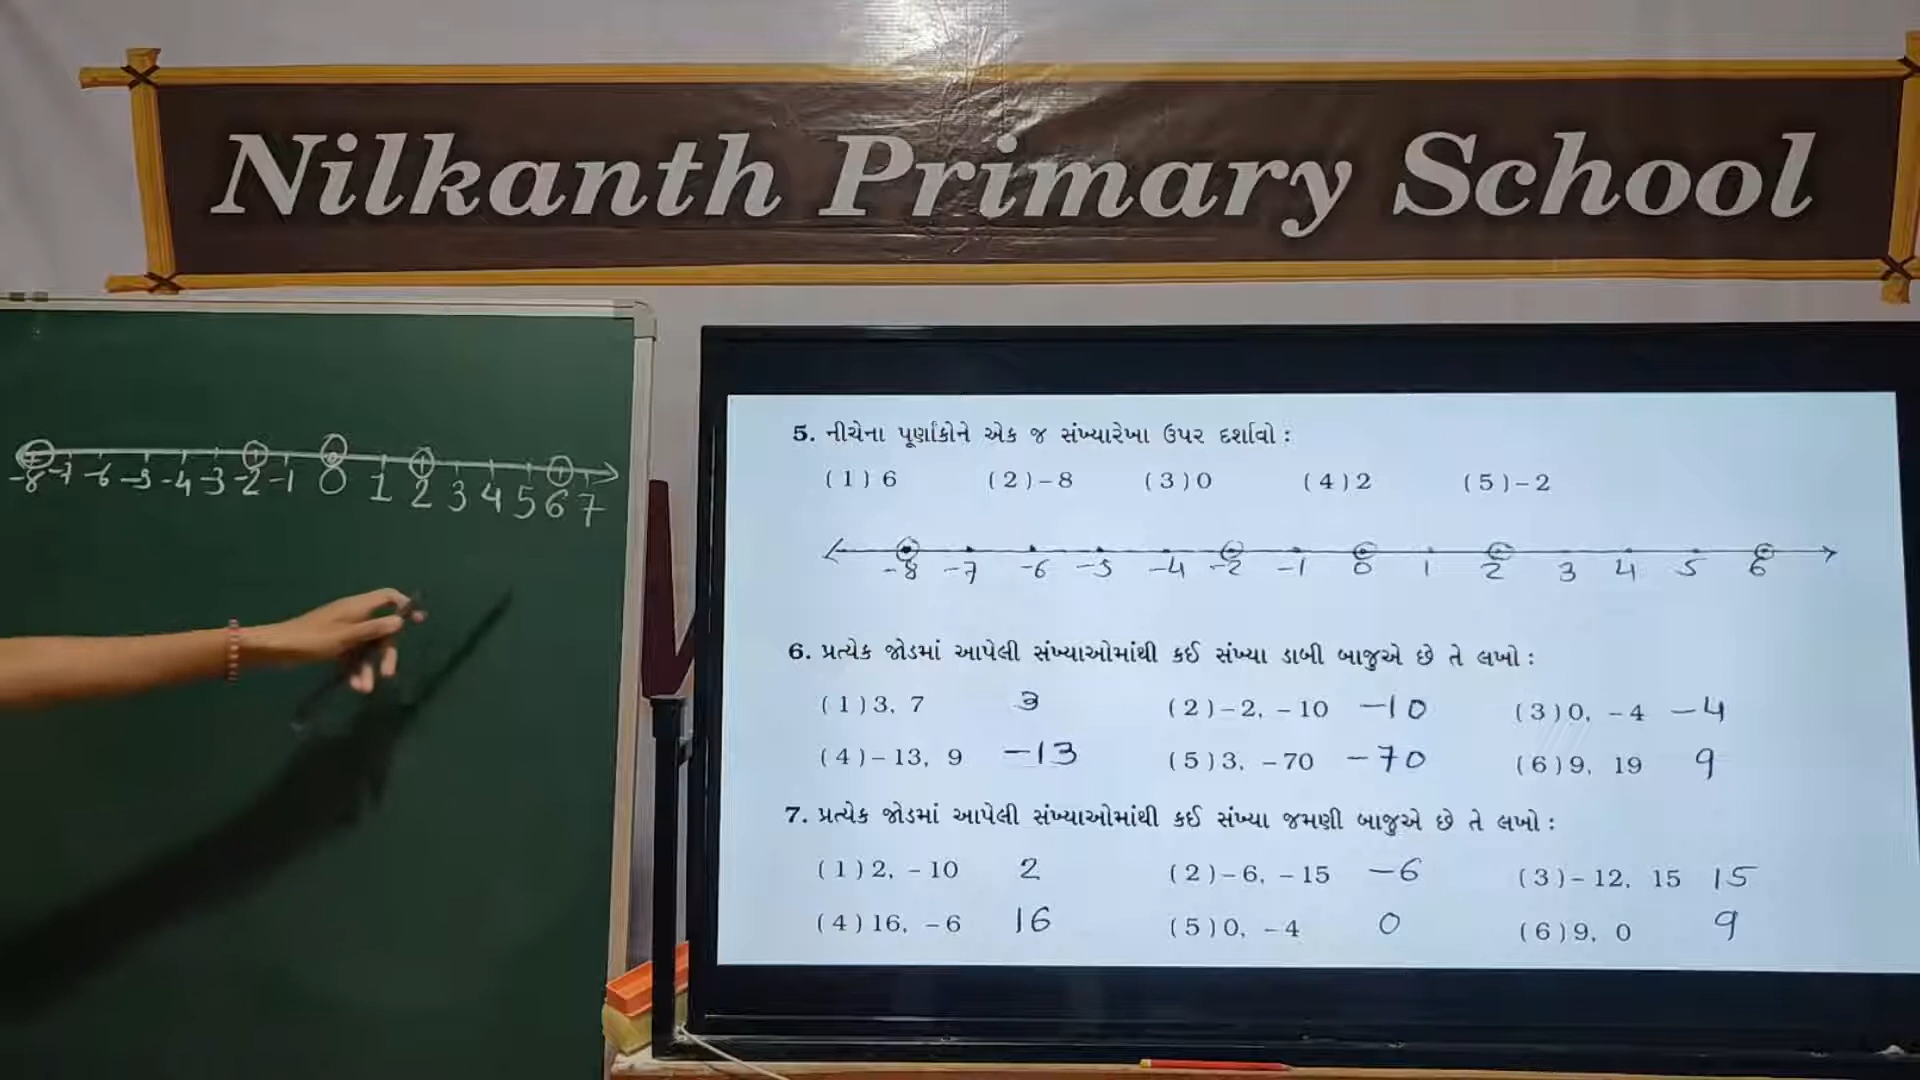 Nilkanth Primary School
-8 -7 -6 -5 -4 -3 -2 -1 0 1 2 3 4 5 6 7
5. નીચેના પૂર્ણાંકોને એક જ સંખ્યારેખા ઉપર દર્શાવો :
(1) 6 (2) -8 (3) 0 (4) 2 (5) -2
-8 -7 -6 -5 -4 -2 -1 0 1 2 3 4 5 6
6. પ્રત્યેક જોડમાં આપેલી સંખ્યાઓમાંથી કઈ સંખ્યા ડાબી બાજુએ છે તે લખો :
(1) 3, 7 3 (2) -2, -10 -10 (3) 0, -4 -4
(4) -13, 9 -13 (5) 3, -70 -70 (6) 9, 19 9
7. પ્રત્યેક જોડમાં આપેલી સંખ્યાઓમાંથી કઈ સંખ્યા જમણી બાજુએ છે તે લખો :
(1) 2, -10 2 (2) -6, -15 -6 (3) -12, 15 15
(4) 16, -6 16 (5) 0, -4 0 (6) 9, 0 9